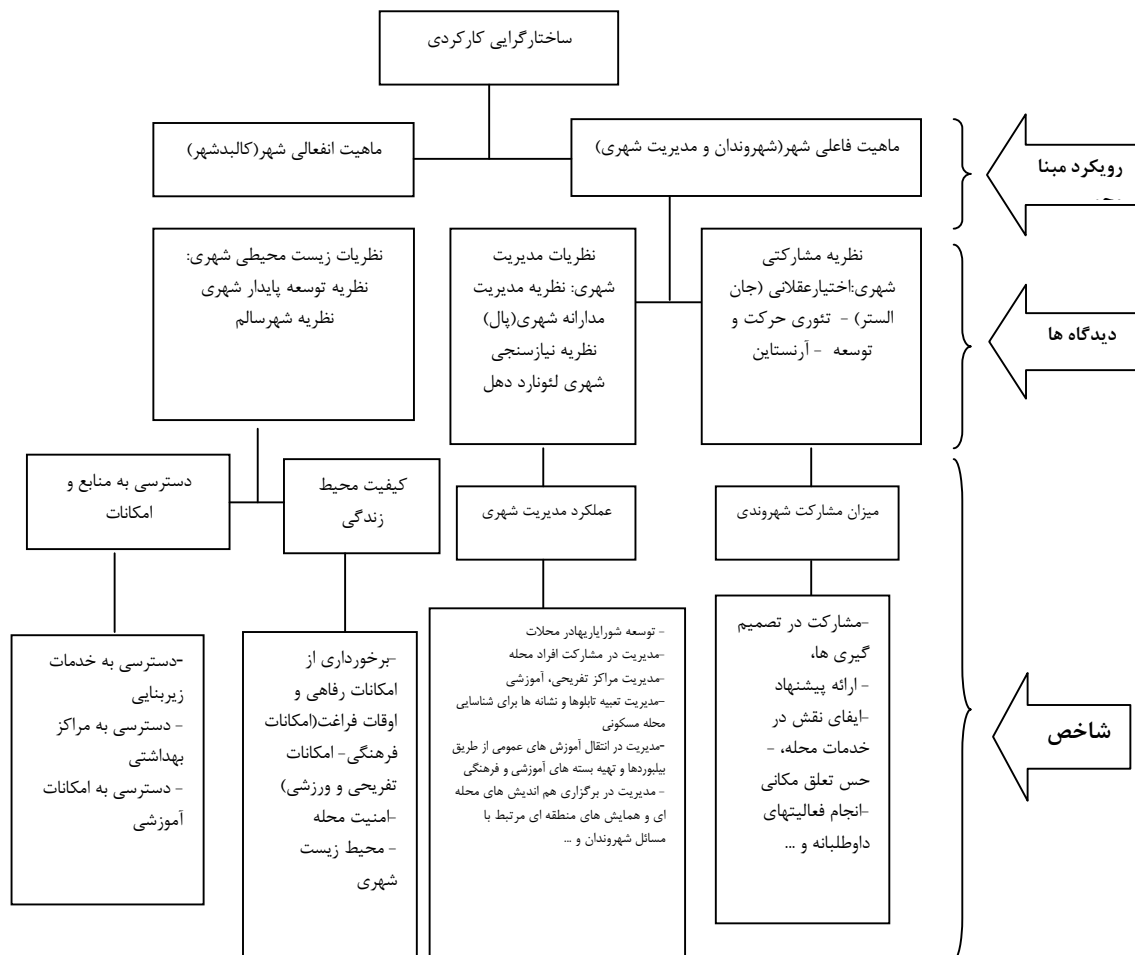 ساختارگرایی کارکردی
ماهیت فاعلی شهر(شهروندان و مدیریت شهری)
ماهیت انفعالی شهر(کالبدشهر)
رویکرد مبنا
نظریه مشارکتی
شهری:اختیارعقلانی (جان
الستر) - تئوری حرکت و
توسعه - آرنستاین
نظریات مدیریت
شهری: نظریه مدیریت
مدارانه شهری(پال)
نظریه نیازسنجی
شهری لئونارد دهل
نظریات زیست محیطی شهری:
نظریه توسعه پایدار شهری
نظریه شهرسالم
دیدگاه ها
میزان مشارکت شهروندی
عملکرد مدیریت شهری
کیفیت محیط
زندگی
دسترسی به منابع و
امکانات
-مشارکت در تصمیم
گیری ها،
- ارائه پیشنهاد
-ایفای نقش در
خدمات محله، -
حس تعلق مکانی
-انجام فعالیتهای
داوطلبانه و ...
- توسعه شورایاریهادر محلات
-مدیریت در مشارکت افراد محله
-مدیریت مراکز تفریحی، آموزشی
-مدیریت تعبیه تابلوها و نشانه ها برای شناسایی
محله مسکونی
-مدیریت در انتقال آموزش های عمومی از طریق
بیلبوردها و تهیه بسته های آموزشی و فرهنگی
- مدیریت در برگزاری هم اندیش های محله
ای و همایش های منطقه ای مرتبط با
مسائل شهروندان و ...
-برخورداری از
امکانات رفاهی و
اوقات فراغت(امکانات
فرهنگی- امکانات
تفریحی و ورزشی)
-امنیت محله
- محیط زیست
شهری
-دسترسی به خدمات
زیربنایی
- دسترسی به مراکز
بهداشتی
- دسترسی به امکانات
آموزشی
شاخص